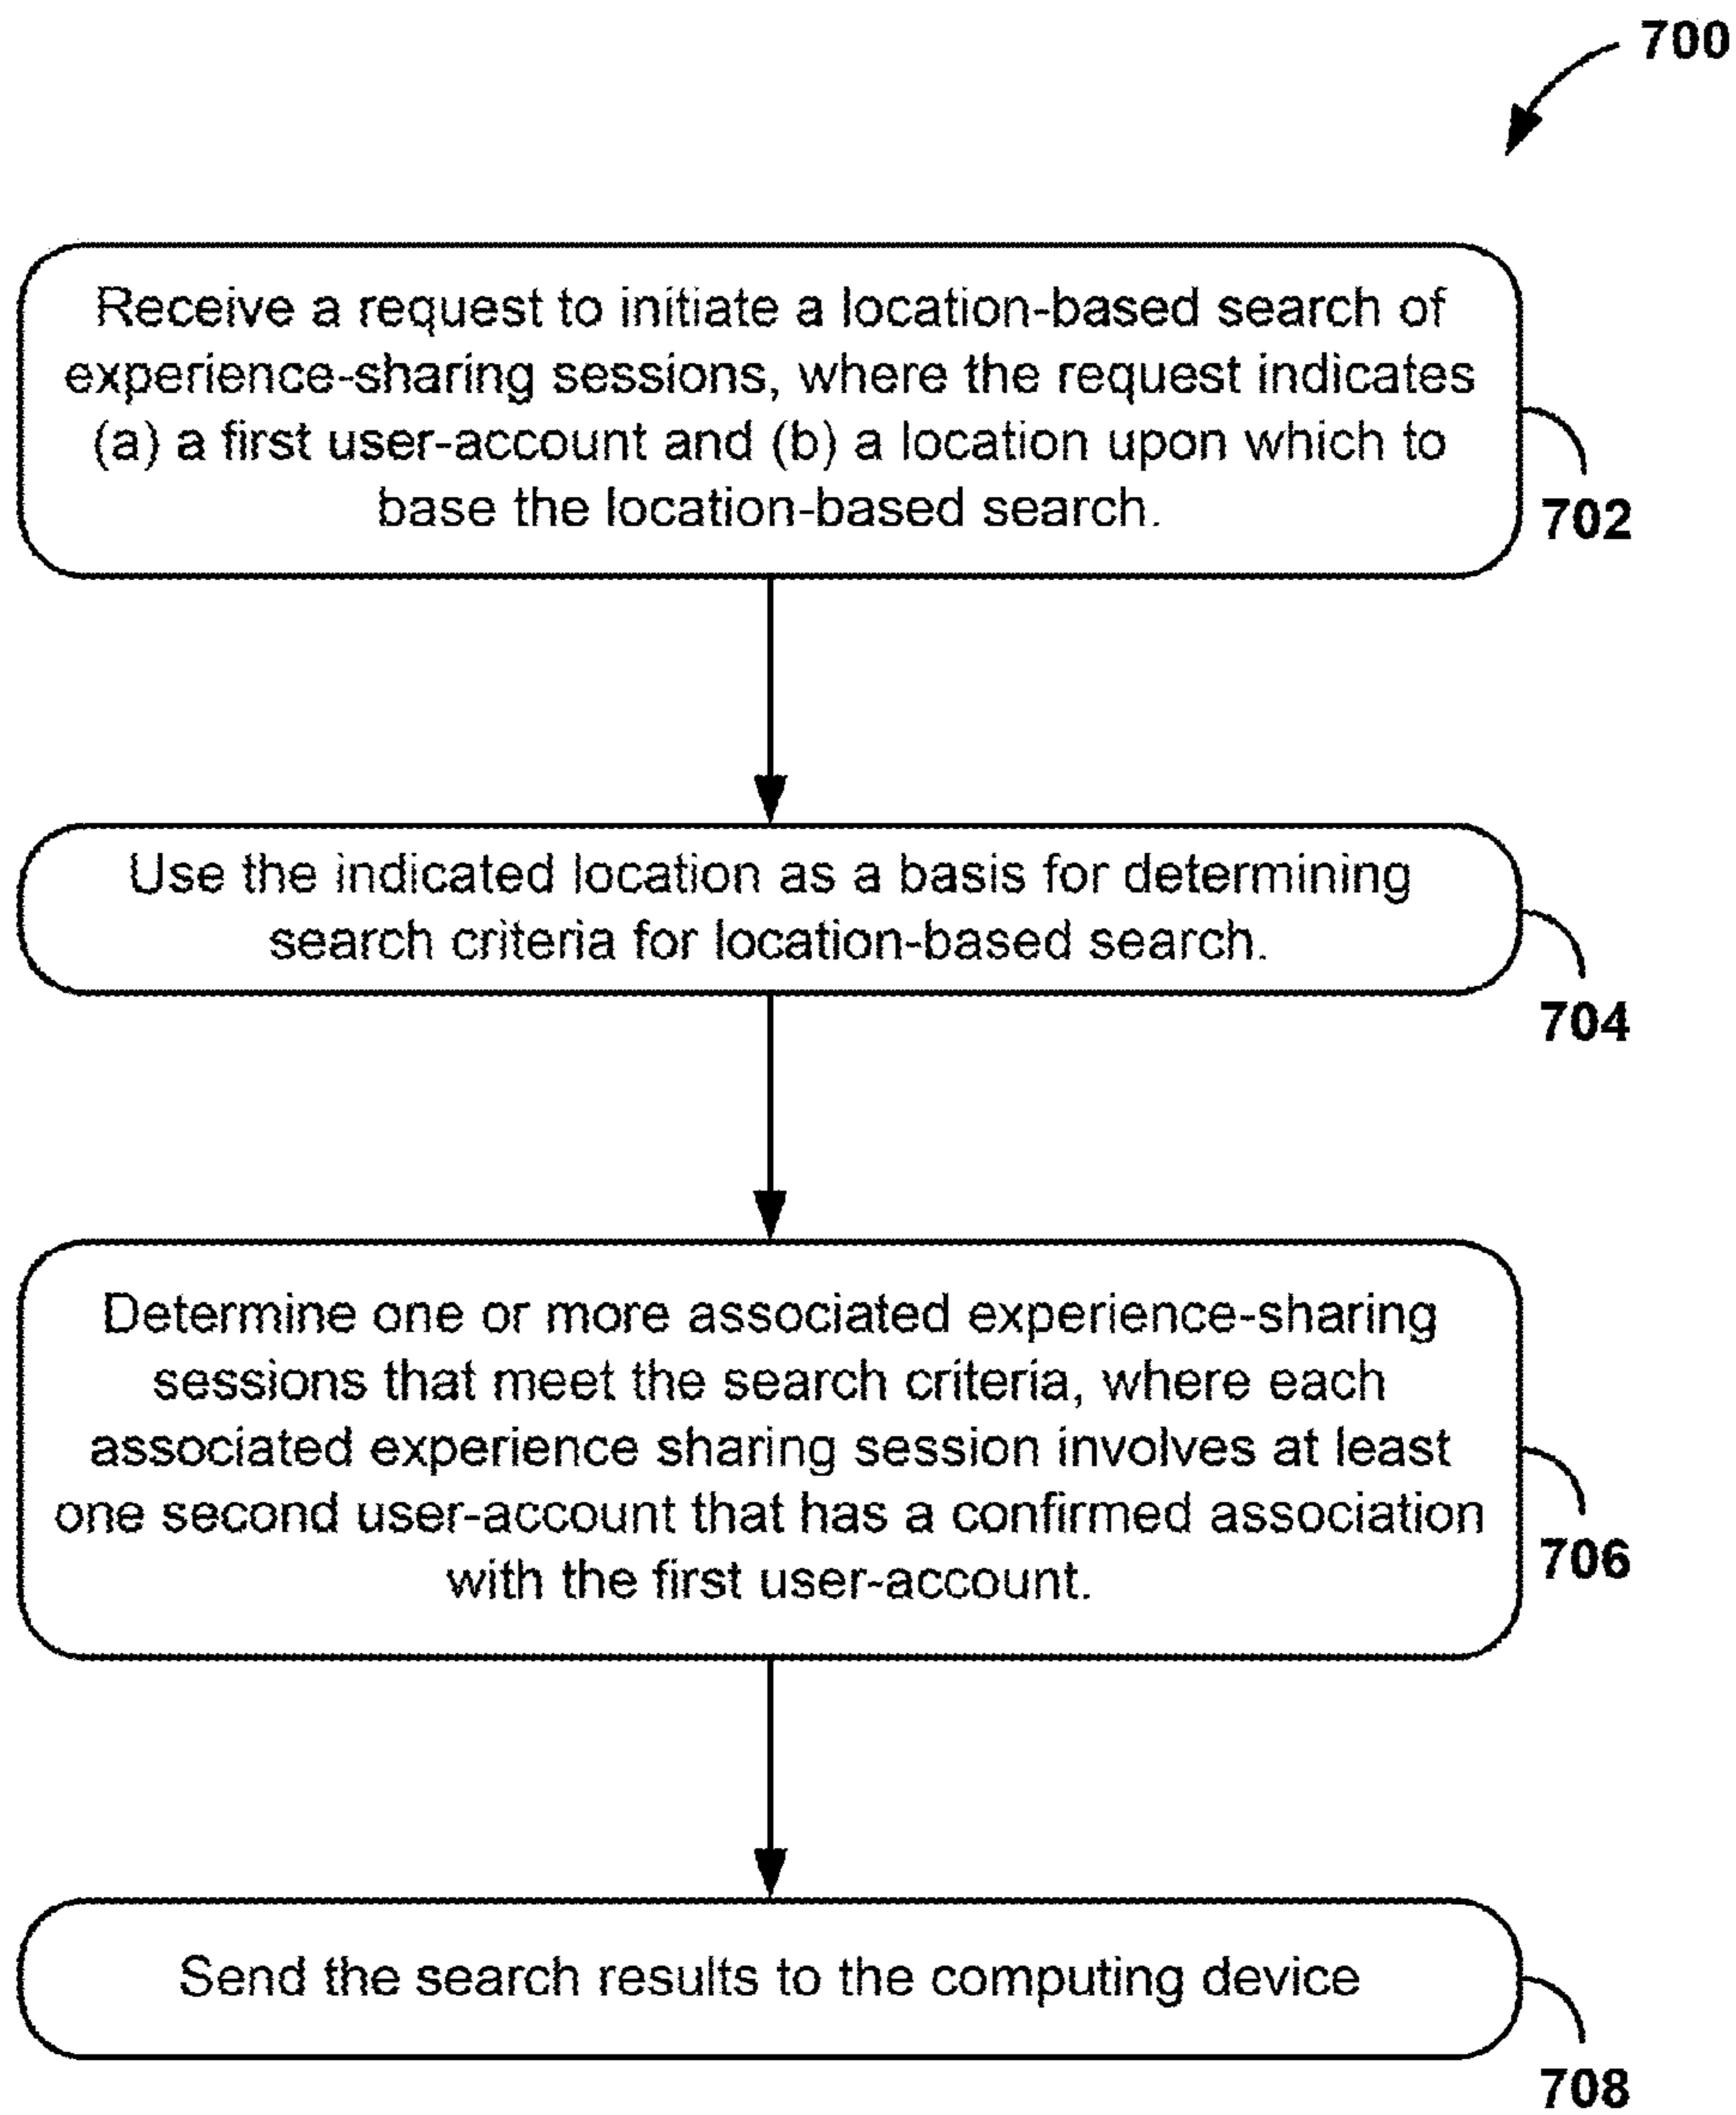 700
Receive a request to initiate a location-based search of
experience-sharing sessions, where the request indicates
(a) a first user-account and (b) a location upon which to
base the location-based search.
702
Use the indicated location as a basis for determining
search criteria for location-based search.
704
Determine one or more associated experience-sharing
sessions that meet the search criteria, where each
associated experience sharing session involves at least
one second user-account that has a confirmed association
with the first user-account.
706
Send the search results to the computing device
708